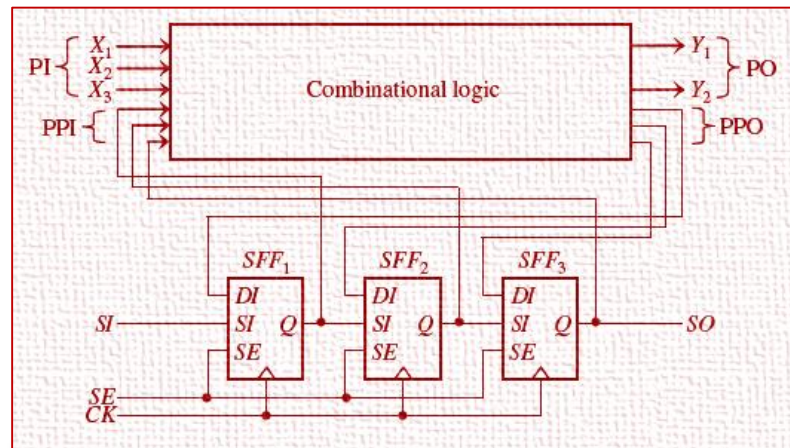 X₁ Y₁
PI { X₂ } PO
X₃ Y₂
Combinational logic
PPI { } PPO
SFF₁ SFF₂ SFF₃
DI DI DI
SI SI Q SI Q SI Q SO
SE SE SE
SE
CK